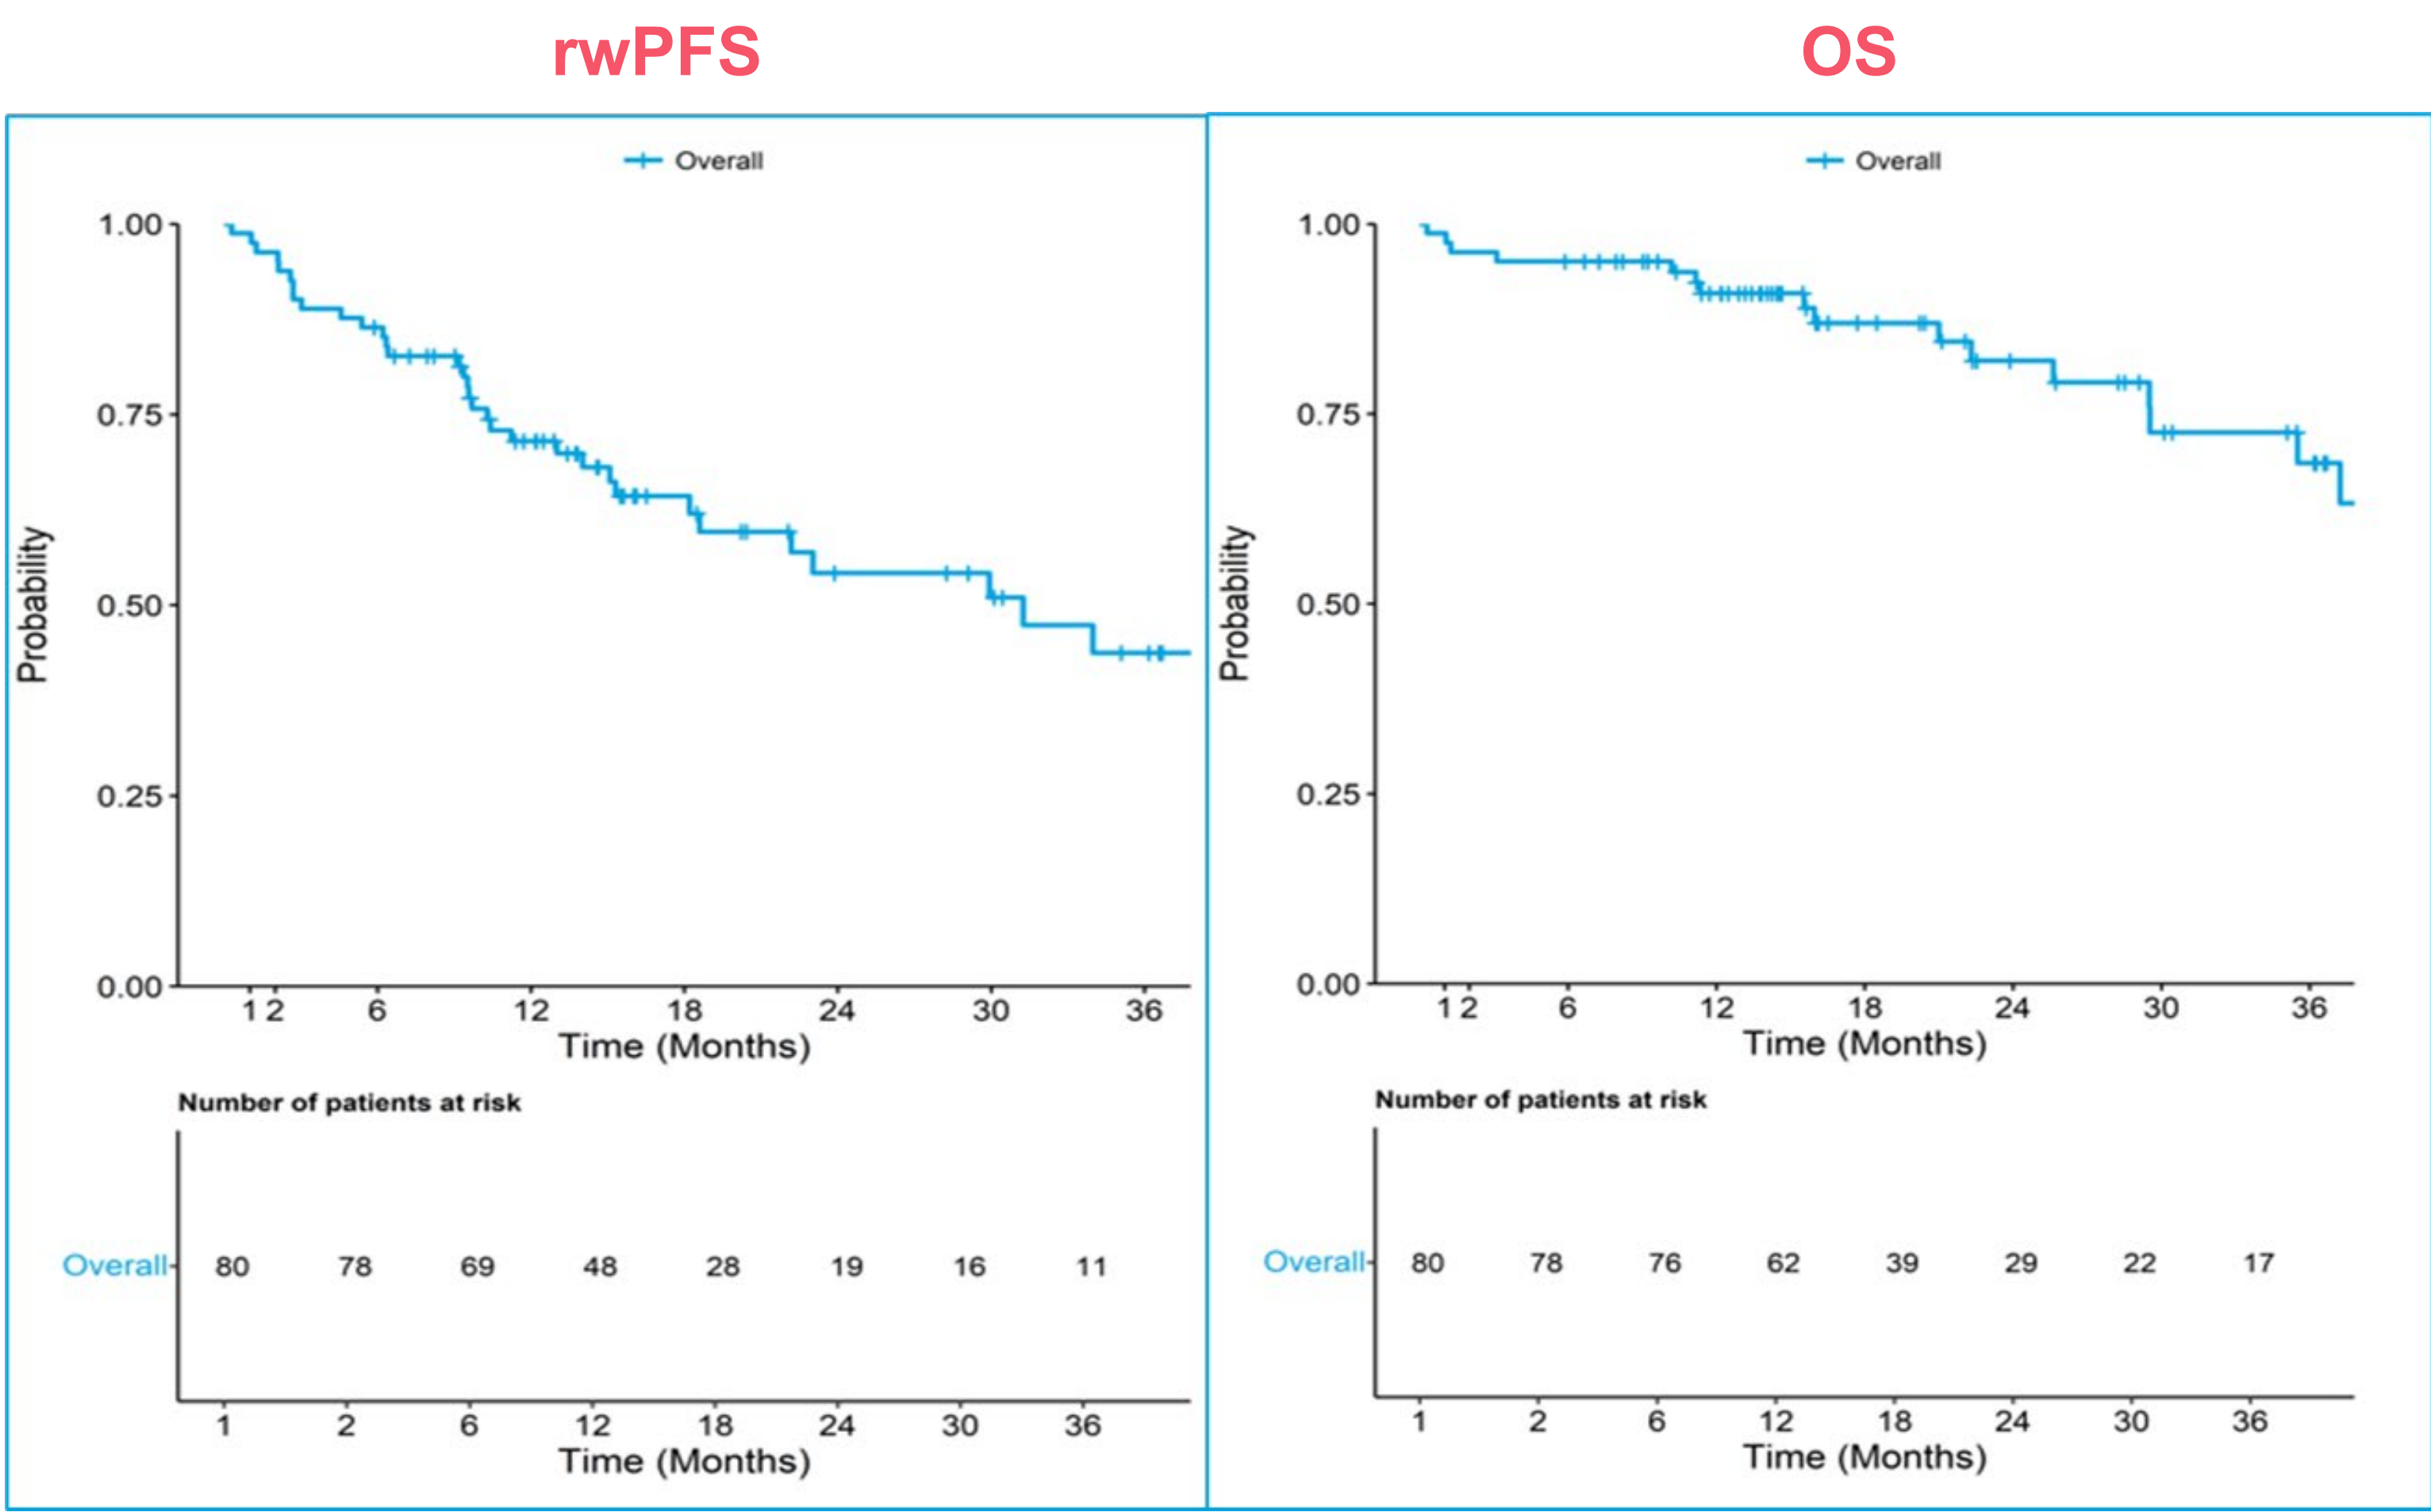 rwPFS
Overall
1.00
0.75
0.50
0.25
0.00
Probability
1 2 6 12 18 24 30 36
Time (Months)
Number of patients at risk
Overall 80 78 69 48 28 19 16 11
1 2 6 12 18 24 30 36
Time (Months)
OS
Overall
1.00
0.75
0.50
0.25
0.00
Probability
1 2 6 12 18 24 30 36
Time (Months)
Number of patients at risk
Overall 80 78 76 62 39 29 22 17
1 2 6 12 18 24 30 36
Time (Months)